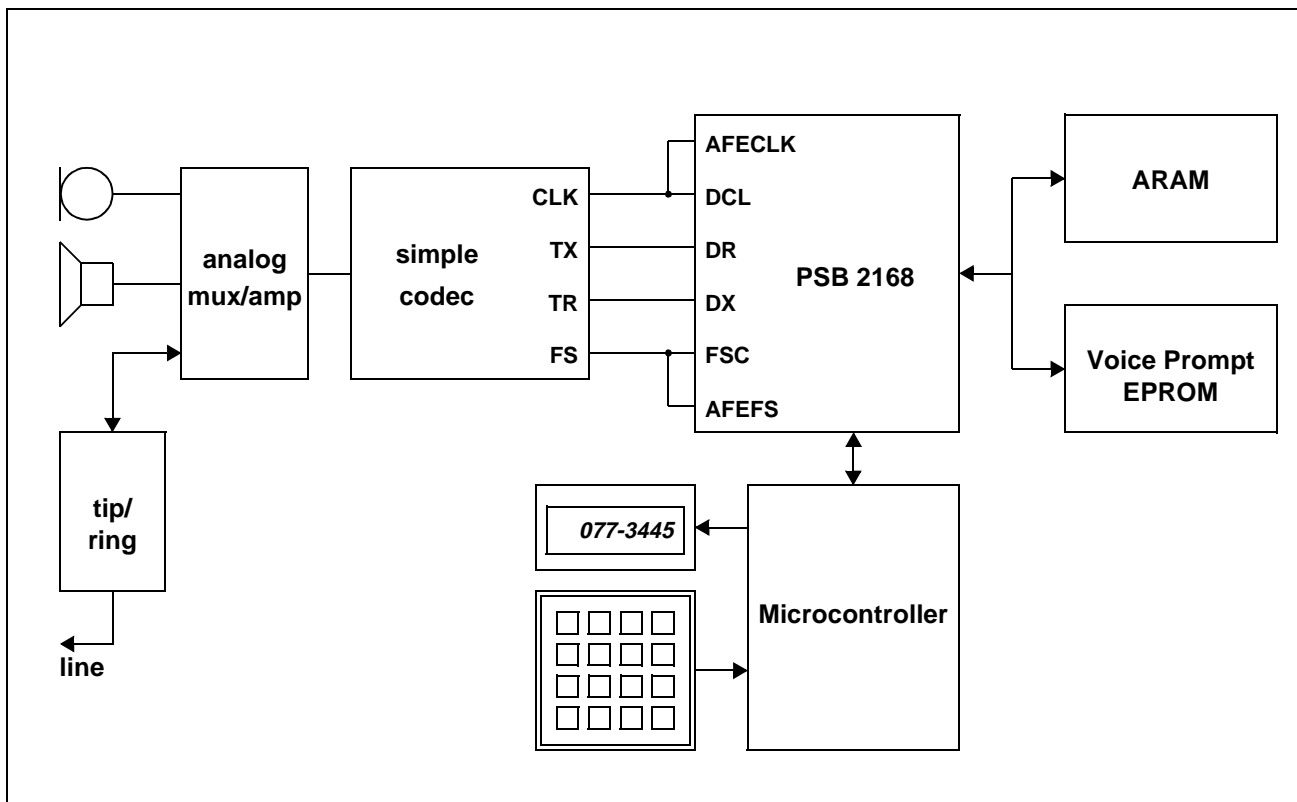 AFECLK
CLK
DCL
TX
DR
TR
DX
FS
FSC
AFEFS
analog
mux/amp
simple
codec
PSB 2168
ARAM
Voice Prompt
EPROM
tip/
ring
line
077-3445
Microcontroller